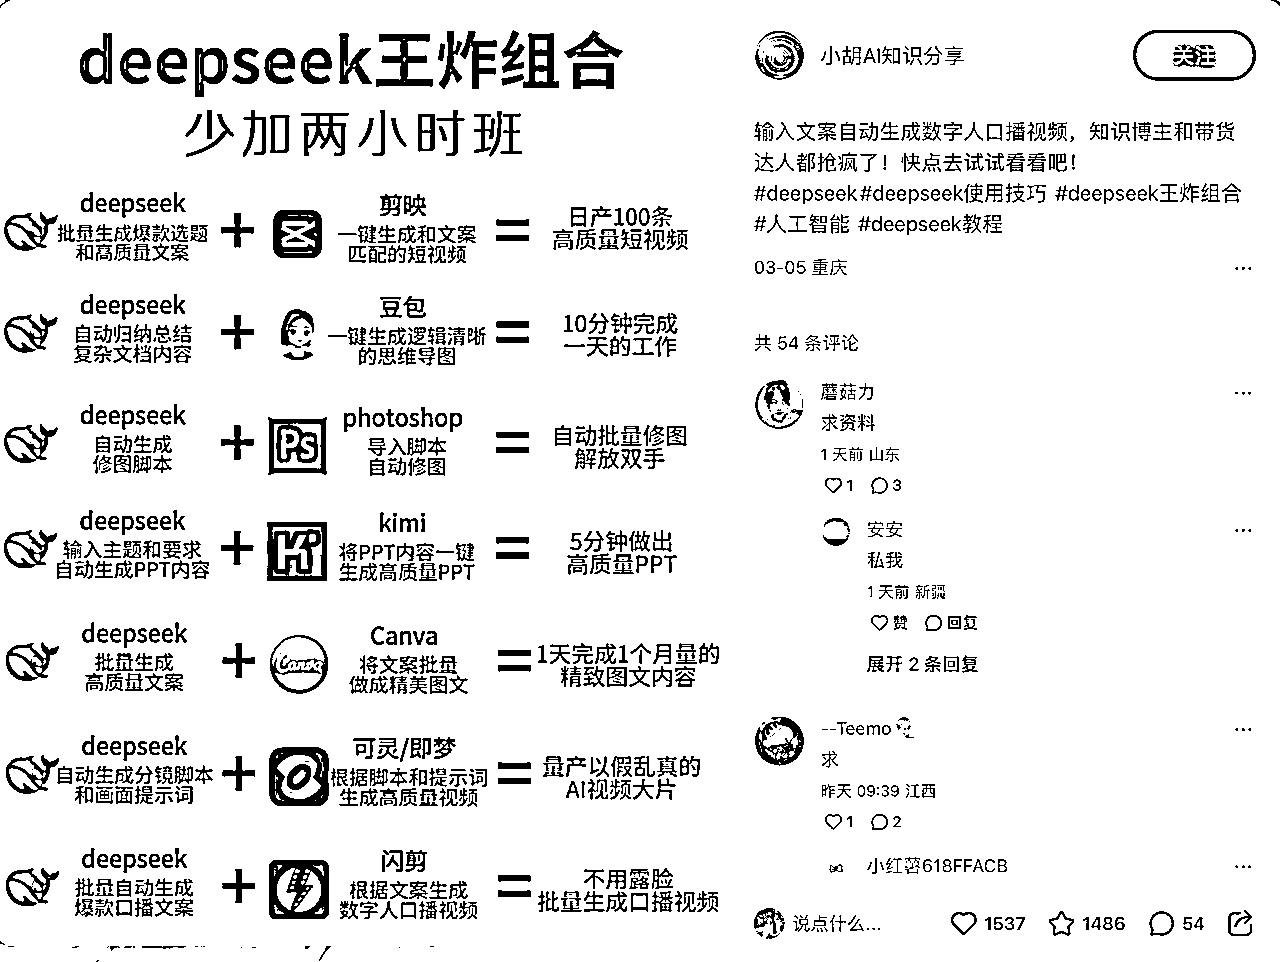 deepseek王炸组合
少加两小时班
deepseek
批量生成爆款选题
和高质量文案
+
剪映
一键生成和文案
匹配的短视频
=
日产100条
高质量短视频
deepseek
自动归纳总结
复杂文档内容
+
豆包
一键生成逻辑清晰
的思维导图
=
10分钟完成
一天的工作
deepseek
自动生成
修图脚本
+
Ps
photoshop
导入脚本
自动修图
=
自动批量修图
解放双手
deepseek
输入主题和要求
自动生成PPT内容
+
kimi
将PPT内容一键
生成高质量PPT
=
5分钟做出
高质量PPT
deepseek
批量生成
高质量文案
+
Canva
Canva
将文案批量
做成精美图文
=
1天完成1个月量的
精致图文内容
deepseek
自动生成分镜脚本
和画面提示词
+
可灵/即梦
根据脚本和提示词
生成高质量视频
=
量产以假乱真的
AI视频大片
deepseek
批量自动生成
爆款口播文案
+
闪剪
根据文案生成
数字人口播视频
=
不用露脸
批量生成口播视频
小胡AI知识分享
关注
输入文案自动生成数字人口播视频，知识博主和带货
达人都抢疯了！快点去试试看看吧！
#deepseek#deepseek使用技巧 #deepseek王炸组合
#人工智能 #deepseek教程
03-05 重庆
共 54 条评论
蘑菇力
求资料
1 天前 山东
1 3
安安
私我
1 天前 新疆
赞 回复
展开 2 条回复
--Teemo
求
昨天 09:39 江西
1 2
小红薯618FFACB
说点什么...
1537 1486 54